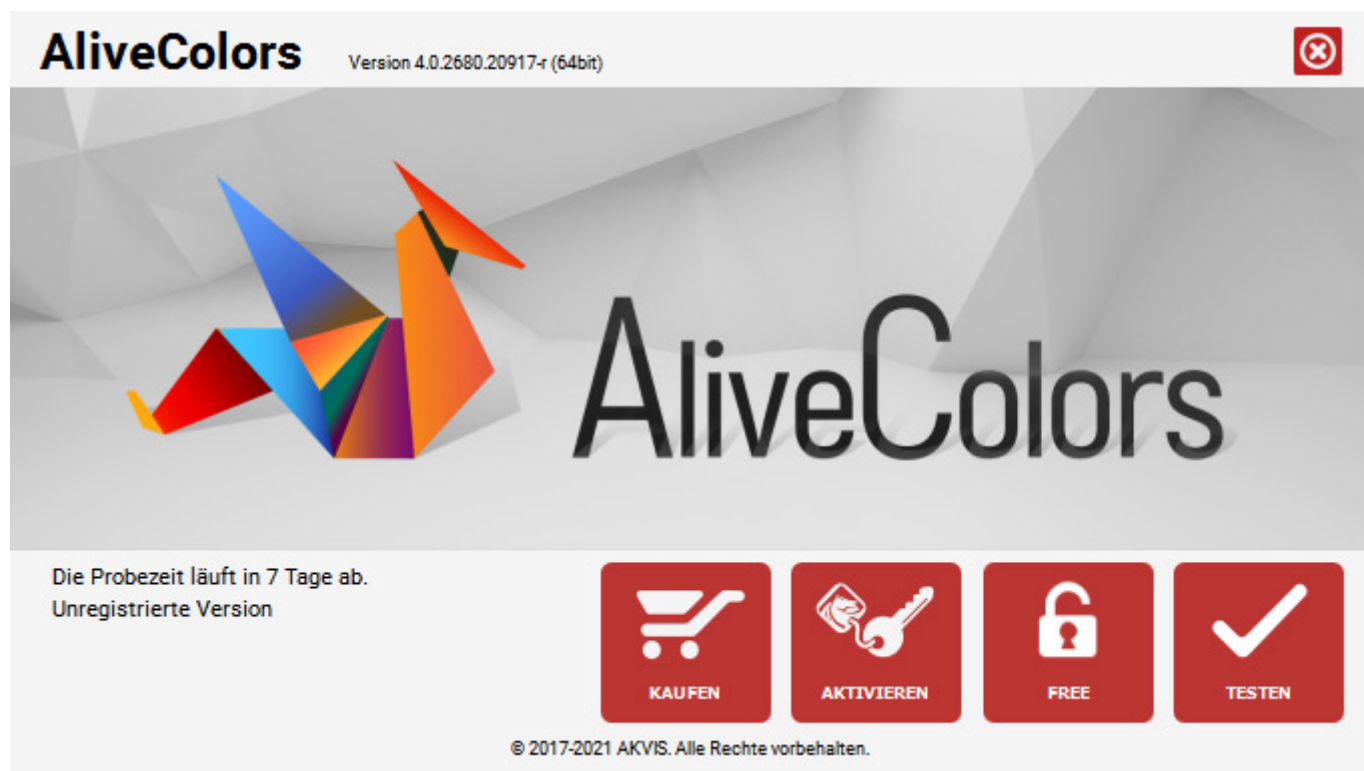 AliveColors Version 4.0.2680.20917-r (64bit)
AliveColors
Die Probezeit läuft in 7 Tage ab.
Unregistrierte Version
KAUFEN AKTIVIEREN FREE TESTEN
© 2017-2021 AKVIS. Alle Rechte vorbehalten.